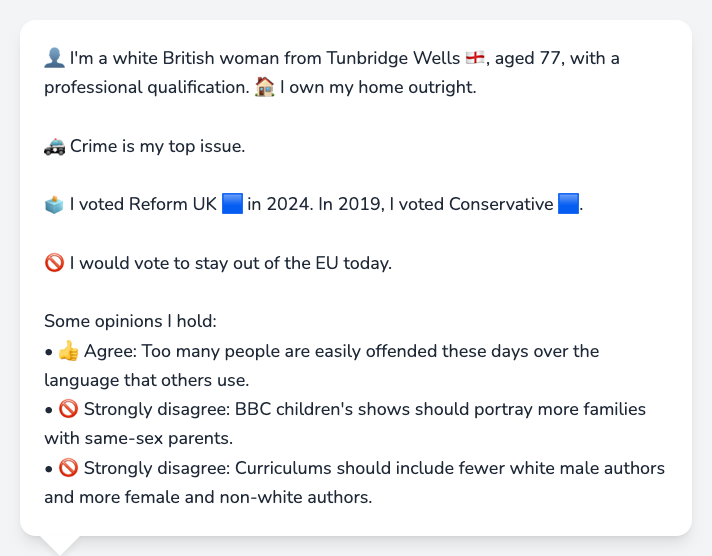 👤 I'm a white British woman from Tunbridge Wells 🏴󠁧󠁢󠁥󠁮󠁧󠁿, aged 77, with a
professional qualification. 🏠 I own my home outright.
🚓 Crime is my top issue.
🗳️ I voted Reform UK 🟦 in 2024. In 2019, I voted Conservative 🟦.
🚫 I would vote to stay out of the EU today.
Some opinions I hold:
• 👍 Agree: Too many people are easily offended these days over the
language that others use.
• 🚫 Strongly disagree: BBC children's shows should portray more families
with same-sex parents.
• 🚫 Strongly disagree: Curriculums should include fewer white male authors
and more female and non-white authors.